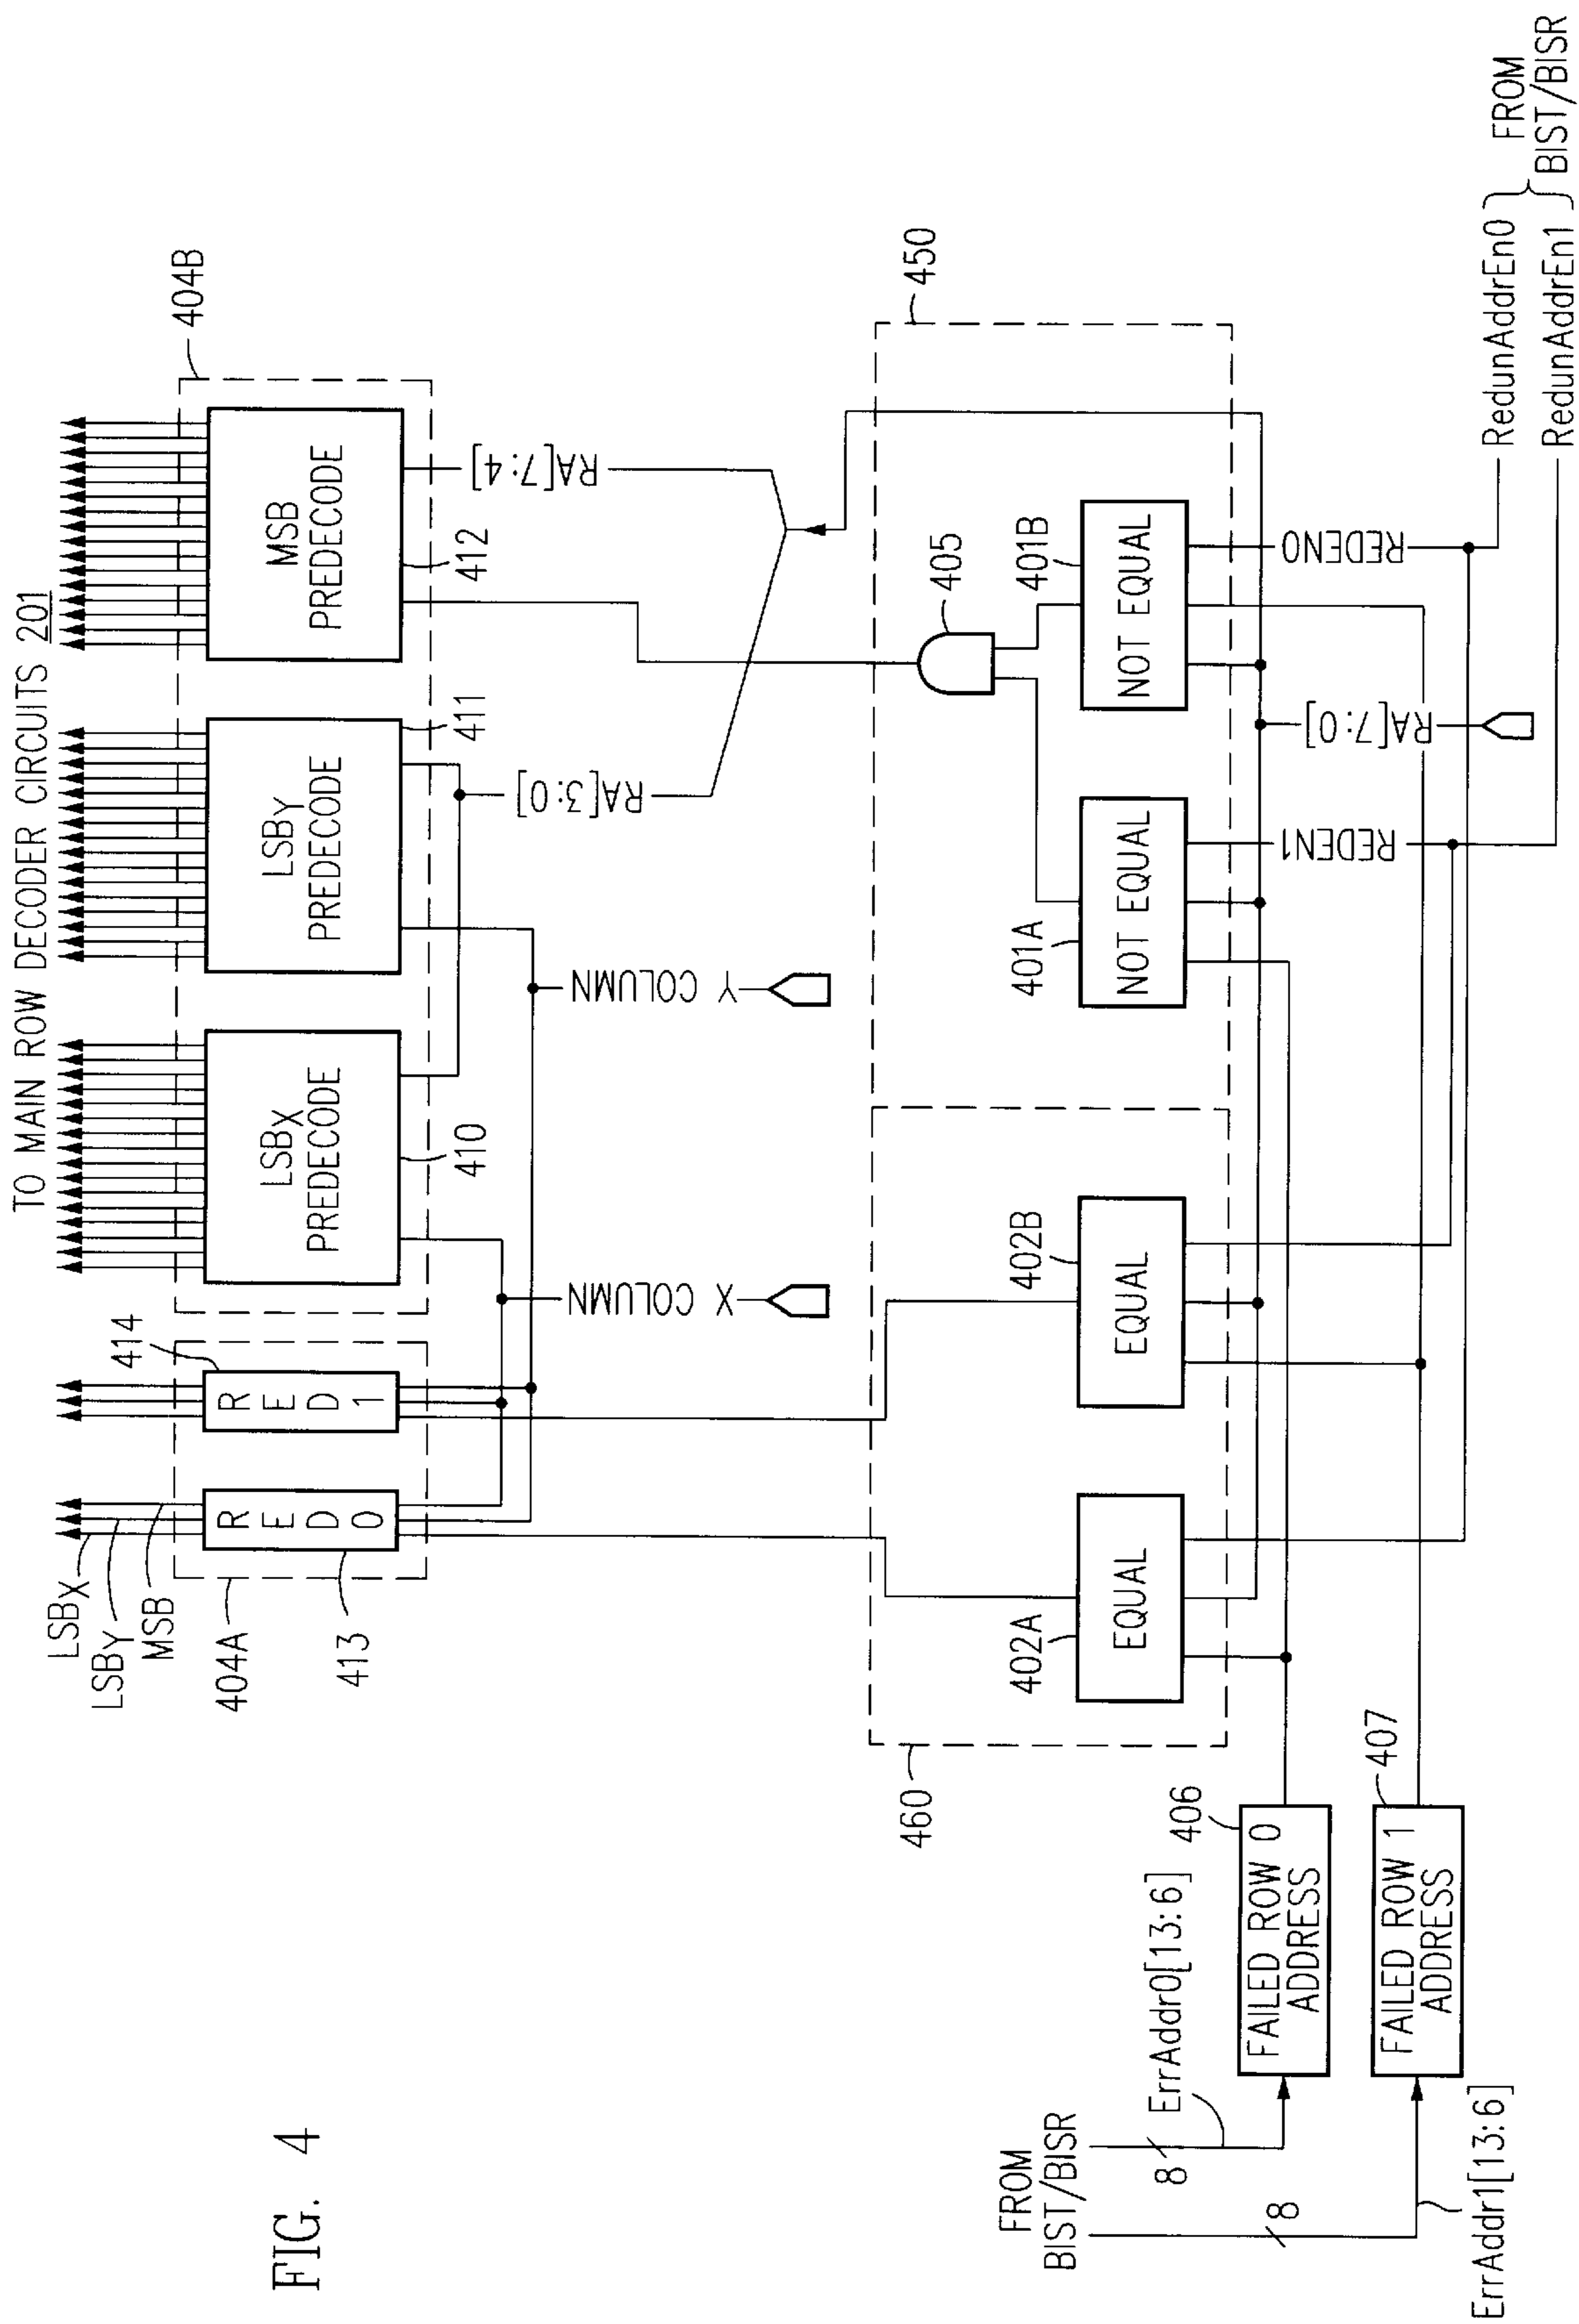 FIG. 4
TO MAIN ROW DECODER CIRCUITS 201
LSBX
LSBY
MSB
404A
413
R
E
D
0
414
R
E
D
1
LSBX
PREDECODE
410
LSBY
PREDECODE
411
MSB
PREDECODE
412
404B
X COLUMN
Y COLUMN
RA[3:0]
RA[7:4]
460
402A
EQUAL
402B
EQUAL
401A
NOT EQUAL
401B
NOT EQUAL
405
450
REDEN1
RA[7:0]
REDEN0
FROM
BIST/BISR
8
ErrAddr0[13:6]
8
ErrAddr1[13:6]
406
FAILED ROW 0
ADDRESS
407
FAILED ROW 1
ADDRESS
RedunAddrEn0
RedunAddrEn1
FROM
BIST/BISR